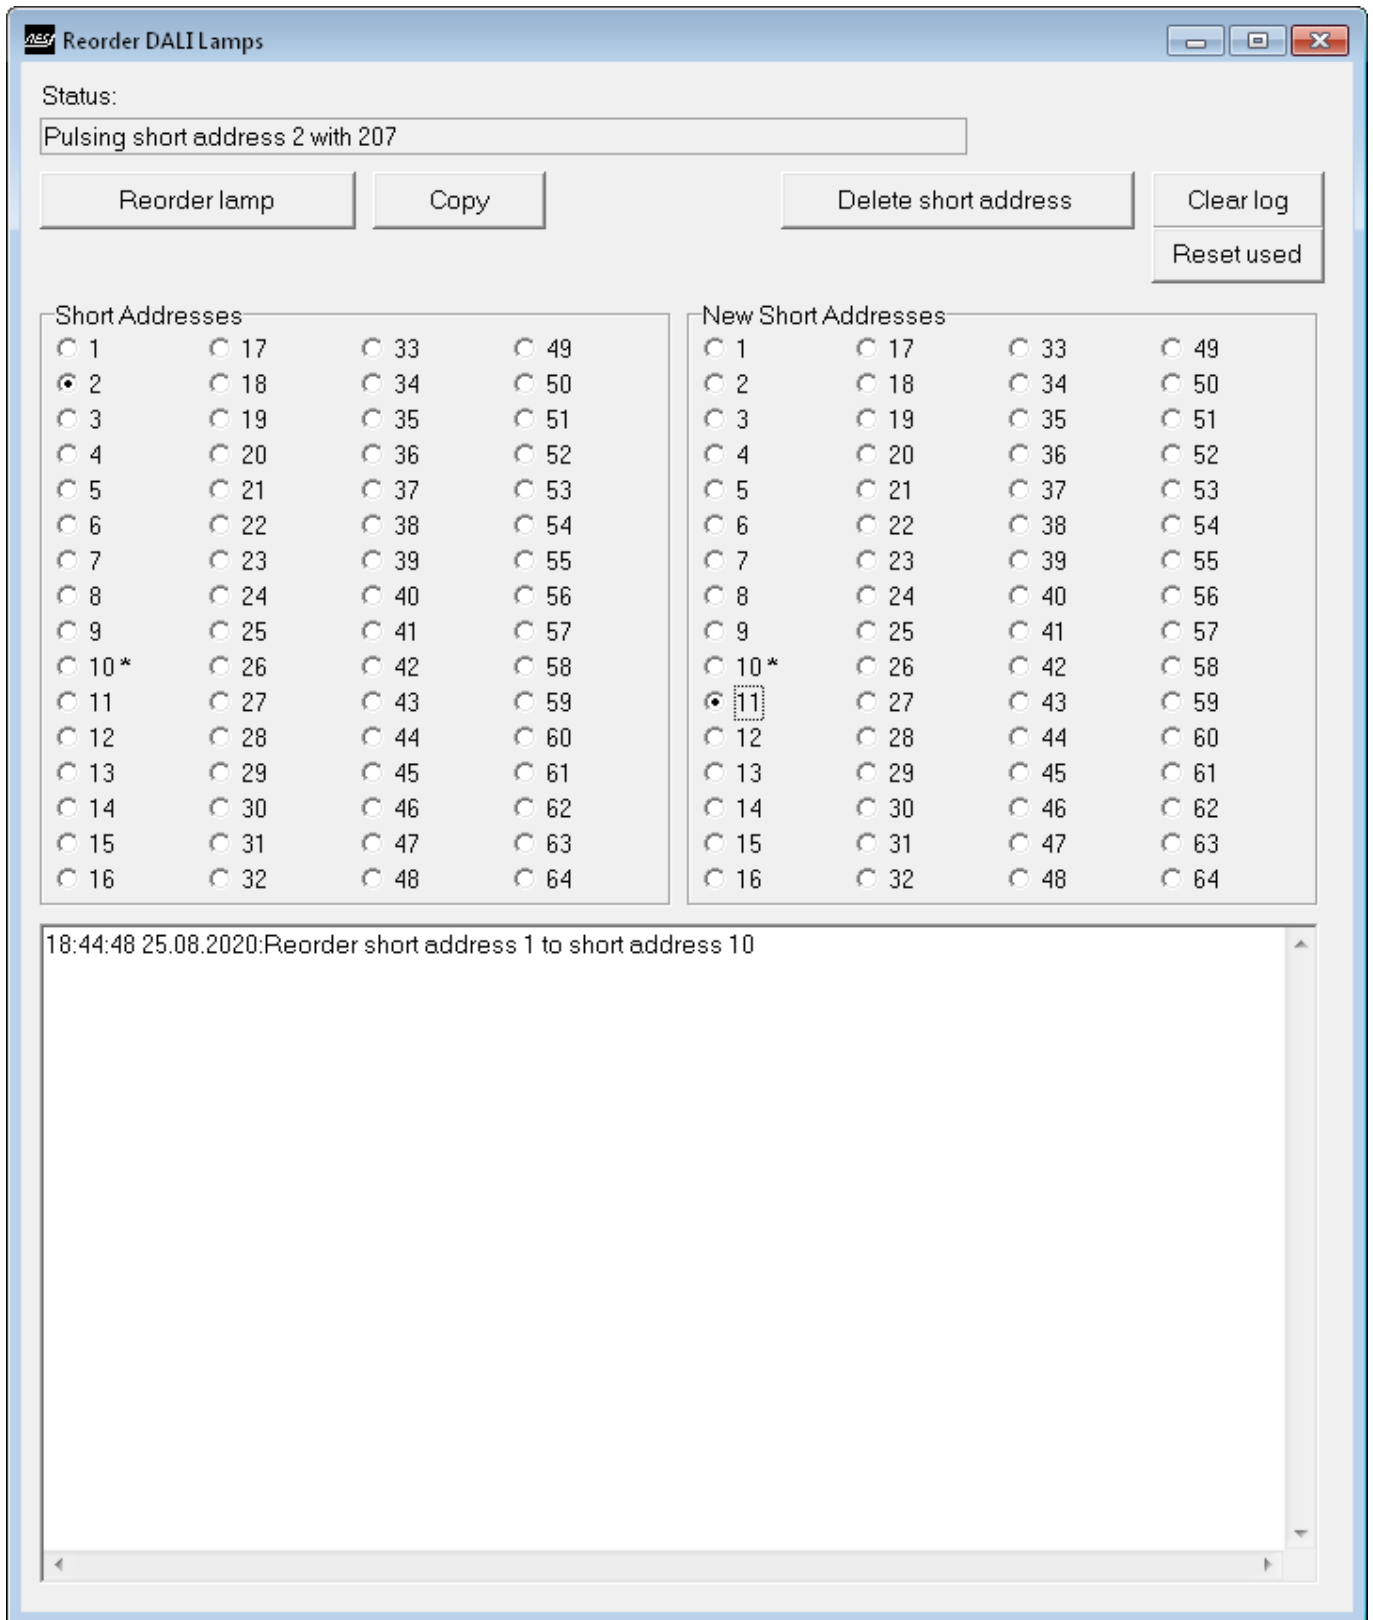 Reorder DALI Lamps
Status:
Pulsing short address 2 with 207
Reorder lamp Copy Delete short address Clear log
Reset used
Short Addresses New Short Addresses
1 17 33 49 1 17 33 49
2 18 34 50 2 18 34 50
3 19 35 51 3 19 35 51
4 20 36 52 4 20 36 52
5 21 37 53 5 21 37 53
6 22 38 54 6 22 38 54
7 23 39 55 7 23 39 55
8 24 40 56 8 24 40 56
9 25 41 57 9 25 41 57
10 * 26 42 58 10 * 26 42 58
11 27 43 59 11 27 43 59
12 28 44 60 12 28 44 60
13 29 45 61 13 29 45 61
14 30 46 62 14 30 46 62
15 31 47 63 15 31 47 63
16 32 48 64 16 32 48 64
18:44:48 25.08.2020:Reorder short address 1 to short address 10